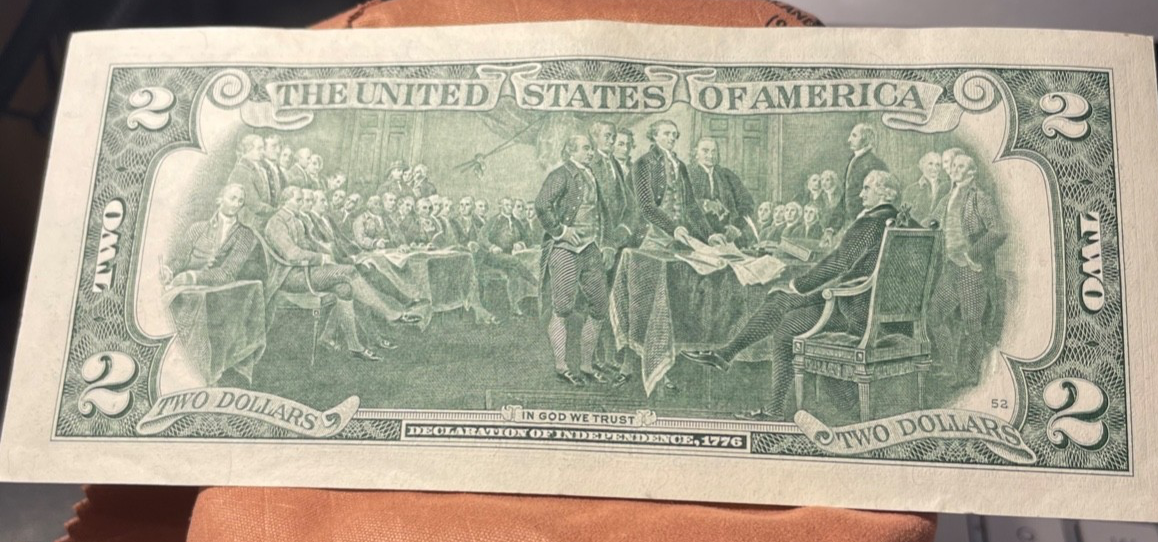 THE UNITED STATES OF AMERICA
2
2
TWO
TWO
52
2
2
TWO DOLLARS
IN GOD WE TRUST
TWO DOLLARS
DECLARATION OF INDEPENDENCE, 1776